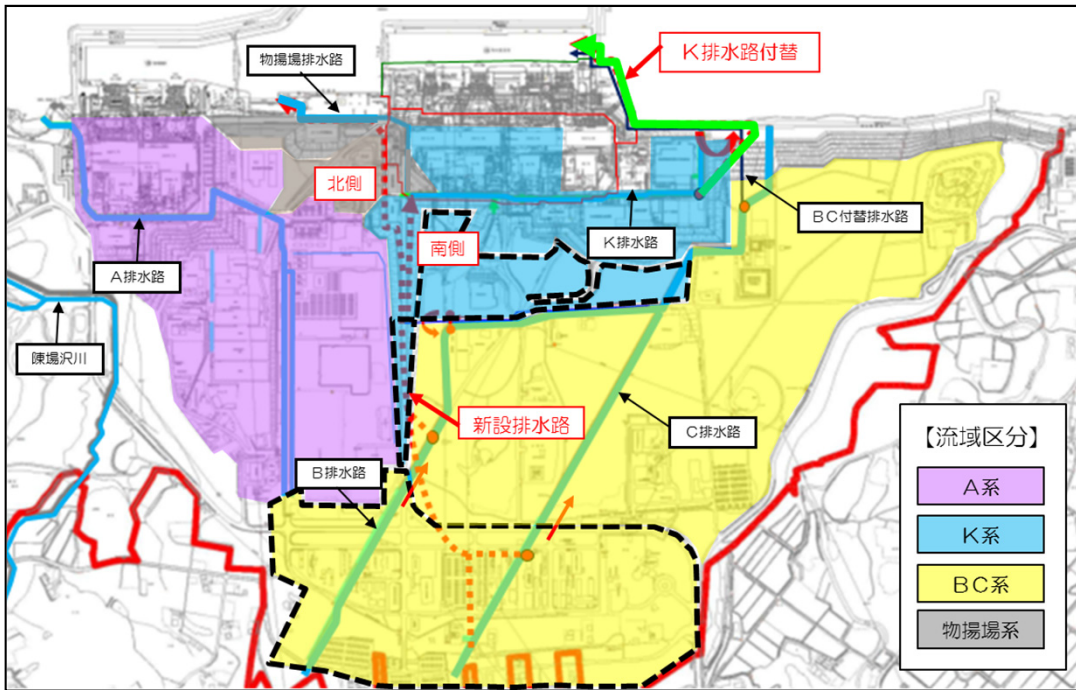 物揚場排水路
K排水路付替
北側
南側
A排水路
K排水路
BC付替排水路
陳場沢川
新設排水路
B排水路
C排水路
【流域区分】
A系
K系
BC系
物揚場系